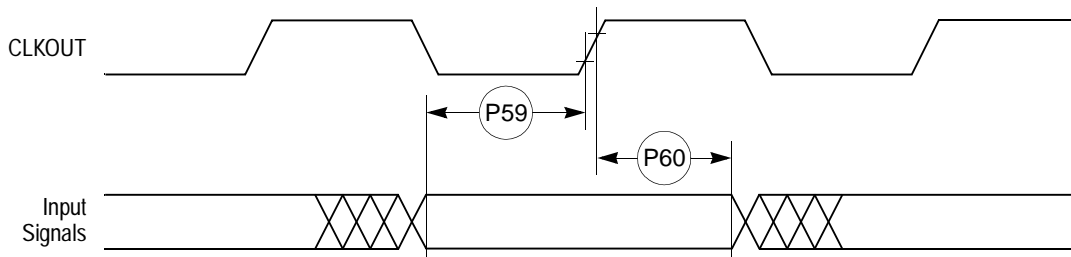 CLKOUT
P59
P60
Input
Signals